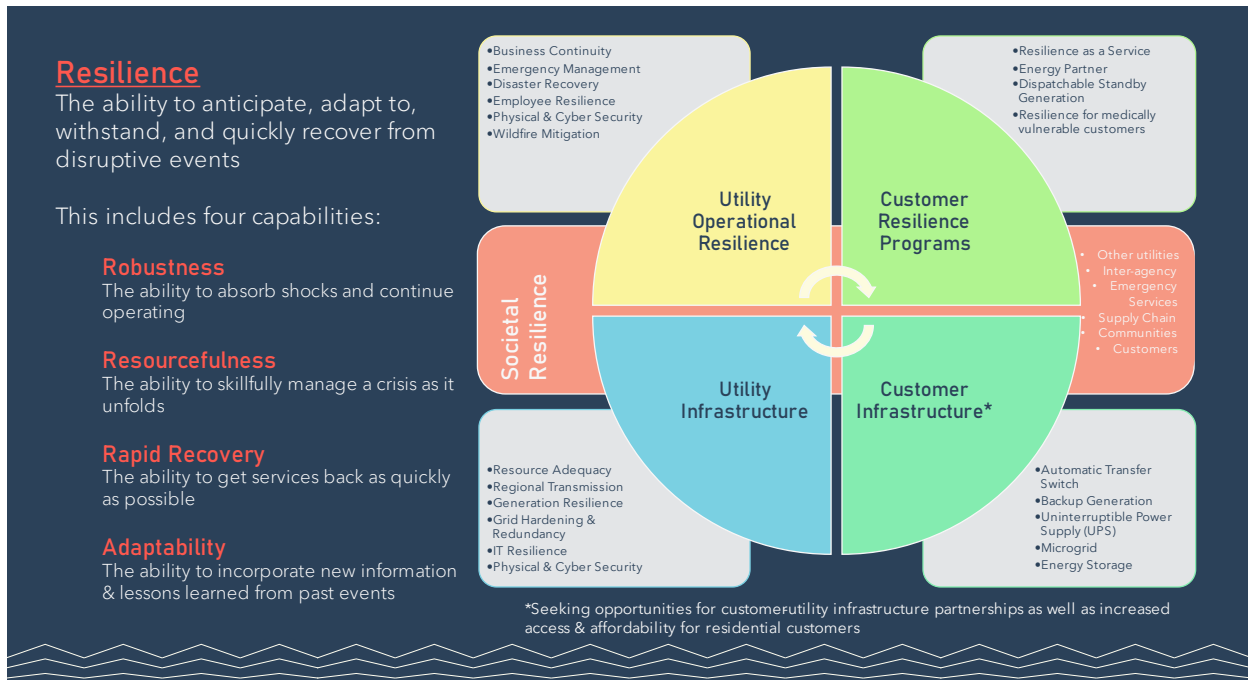 Resilience
The ability to anticipate, adapt to,
withstand, and quickly recover from
disruptive events
This includes four capabilities:
Robustness
The ability to absorb shocks and continue
operating
Resourcefulness
The ability to skillfully manage a crisis as it
unfolds
Rapid Recovery
The ability to get services back as quickly
as possible
Adaptability
The ability to incorporate new information
& lessons learned from past events
•Business Continuity
•Emergency Management
•Disaster Recovery
•Employee Resilience
•Physical & Cyber Security
•Wildfire Mitigation
•Resilience as a Service
•Energy Partner
•Dispatchable Standby
Generation
•Resilience for medically
vulnerable customers
Utility
Operational
Resilience
Customer
Resilience
Programs
Societal
Resilience
• Other utilities
• Inter-agency
• Emergency
Services
• Supply Chain
• Communities
• Customers
Utility
Infrastructure
Customer
Infrastructure*
•Resource Adequacy
•Regional Transmission
•Generation Resilience
•Grid Hardening &
Redundancy
•IT Resilience
•Physical & Cyber Security
•Automatic Transfer
Switch
•Backup Generation
•Uninterruptible Power
Supply (UPS)
•Microgrid
•Energy Storage
*Seeking opportunities for customer-utility infrastructure partnerships as well as increased
access & affordability for residential customers